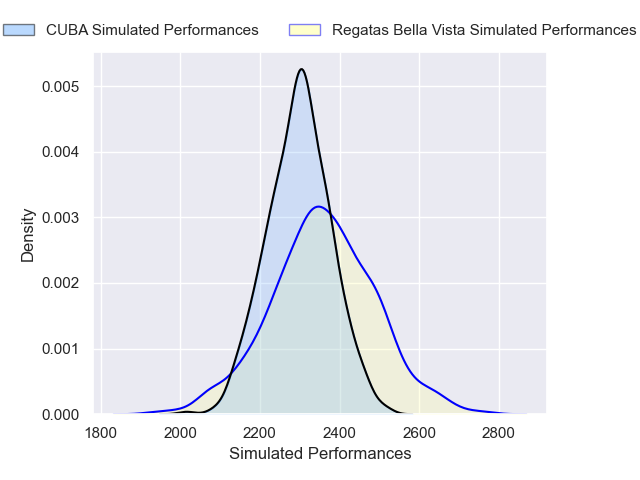 CUBA Simulated Performances
Regatas Bella Vista Simulated Performances
0.005
0.004
0.003
0.002
0.001
0.000
Density
1800 2000 2200 2400 2600 2800
Simulated Performances